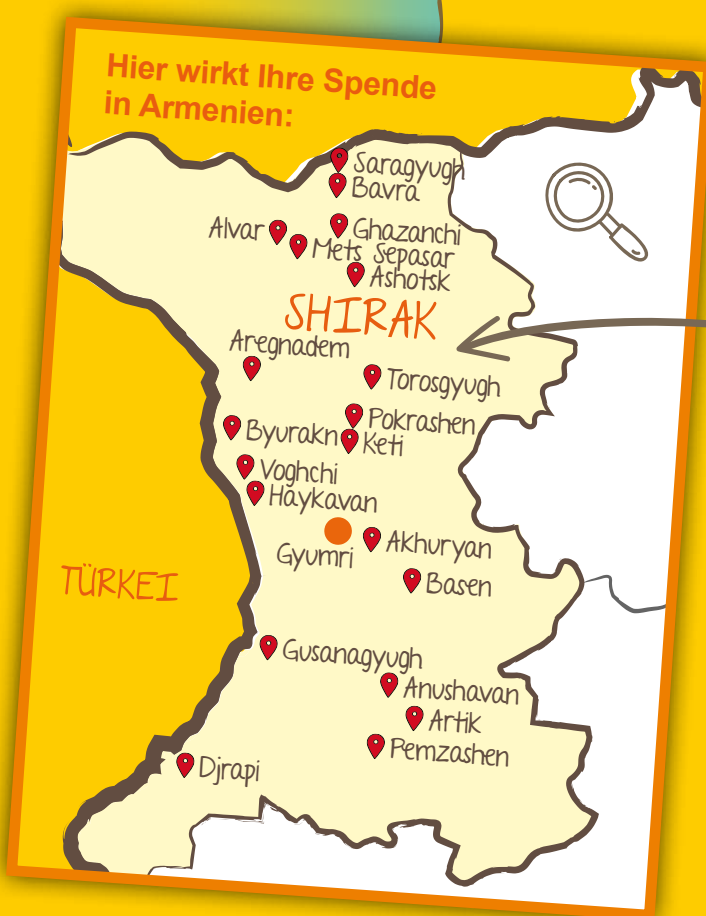 Hier wirkt Ihre Spende
in Armenien:
Saragyugh
Bavra
Alvar
Ghazanchi
Mets Sepasar
Ashotsk
SHIRAK
Aregnadem
Torosgyugh
Pokrashen
Byurakn
Keti
Voghchi
Haykavan
Gyumri
Akhuryan
TÜRKEI
Basen
Gusanagyugh
Anushavan
Artik
Pemzashen
Djrapi